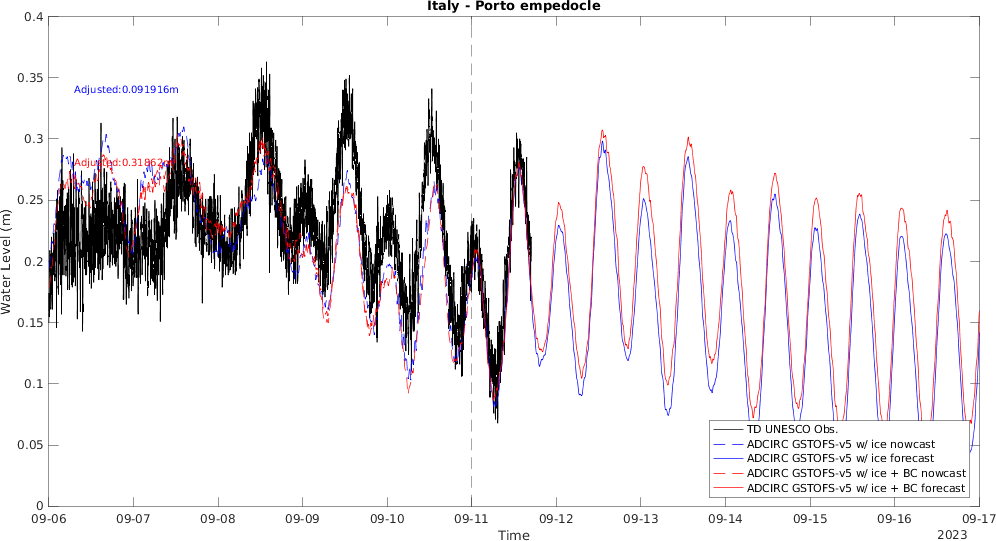 Italy - Porto empedocle
0.4
0.35
0.3
0.25
0.2
0.15
0.1
0.05
0
Water Level (m)
Adjusted:0.091916m
Adjusted:0.31862m
TD UNESCO Obs.
ADCIRC GSTOFS-v5 w/ ice nowcast
ADCIRC GSTOFS-v5 w/ ice forecast
ADCIRC GSTOFS-v5 w/ ice + BC nowcast
ADCIRC GSTOFS-v5 w/ ice + BC forecast
09-06 09-07 09-08 09-09 09-10 09-11 09-12 09-13 09-14 09-15 09-16 09-17
Time
2023